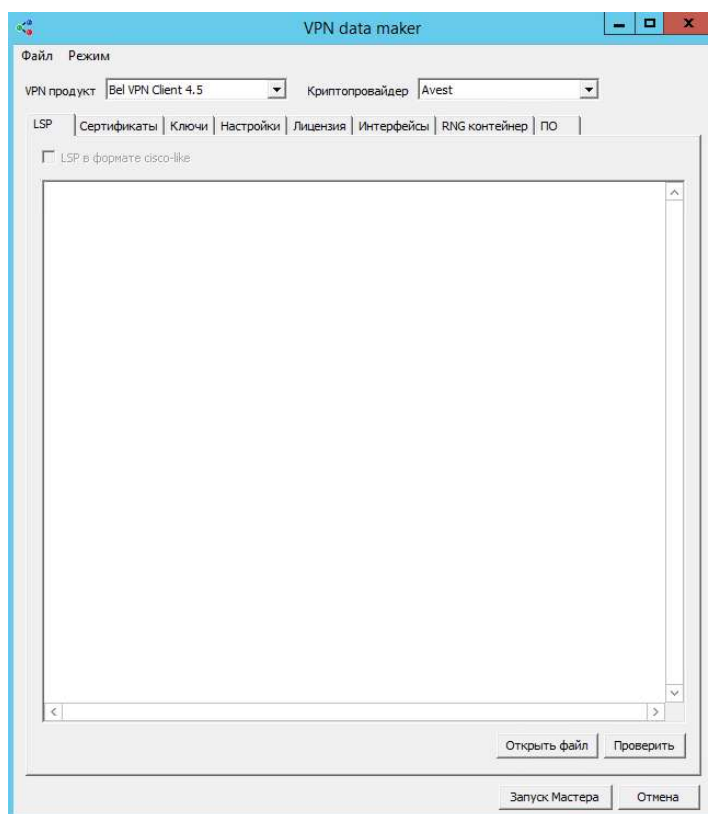 VPN data maker
Файл Режим
VPN продукт Bel VPN Client 4.5 Криптопровайдер Avest
LSP Сертификаты Ключи Настройки Лицензия Интерфейсы RNG контейнер ПО
LSP в формате cisco-like
Открыть файл Проверить
Запуск Мастера Отмена